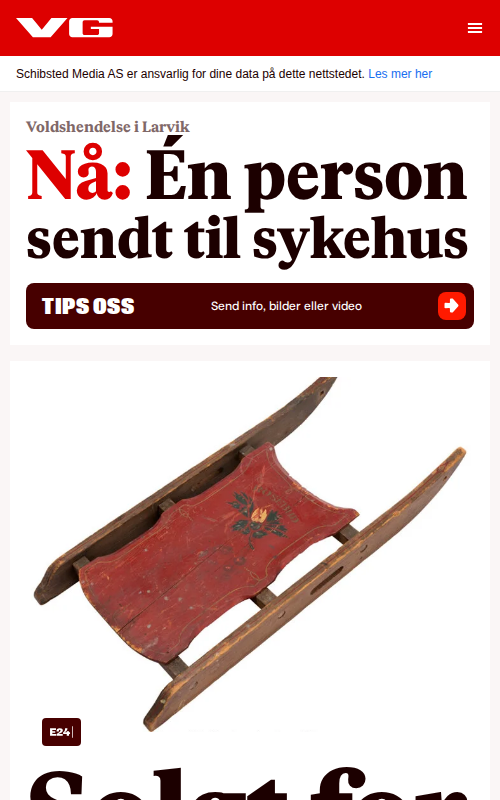 VG
Schibsted Media AS er ansvarlig for dine data på dette nettstedet. Les mer her
Voldshendelse i Larvik
Nå: Én person
sendt til sykehus
TIPS OSS
Send info, bilder eller video
E24
Solgt for